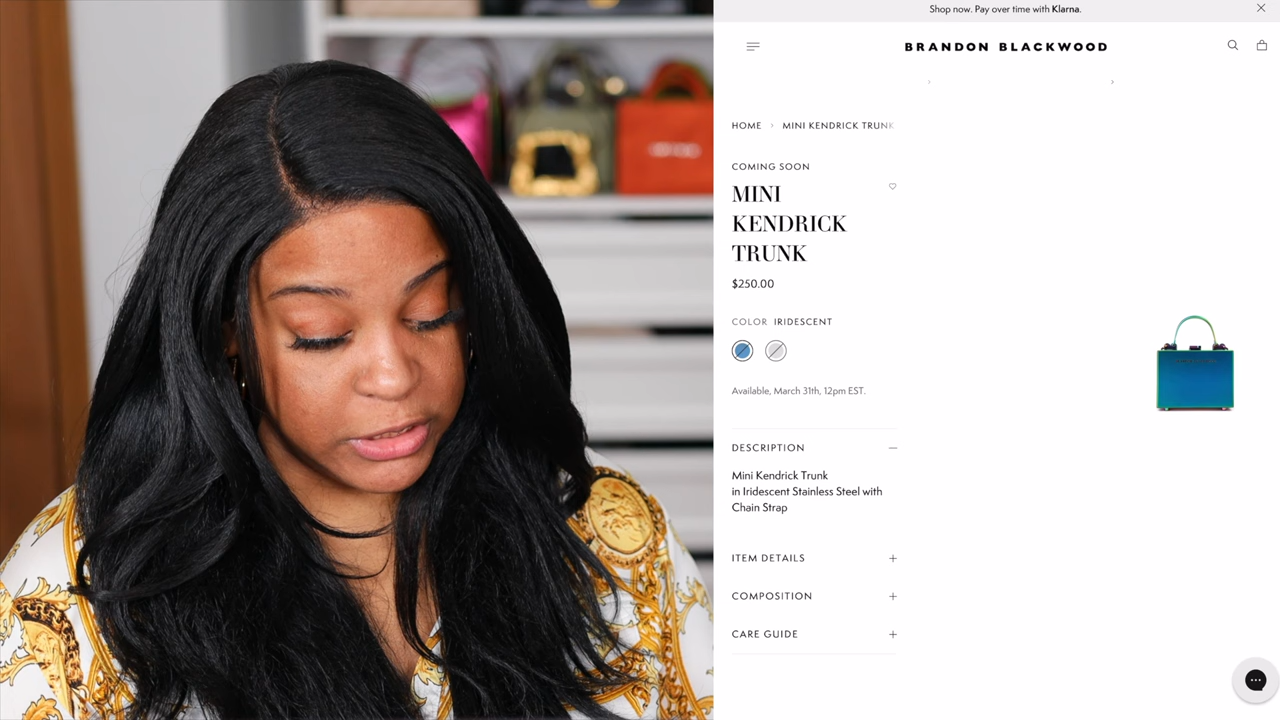 Shop now. Pay over time with Klarna.
BRANDON BLACKWOOD
HOME > MINI KENDRICK TRUNK
COMING SOON
MINI
KENDRICK
TRUNK
$250.00
COLOR IRIDESCENT
Available, March 31th, 12pm EST.
DESCRIPTION
Mini Kendrick Trunk
in Iridescent Stainless Steel with
Chain Strap
ITEM DETAILS
COMPOSITION
CARE GUIDE